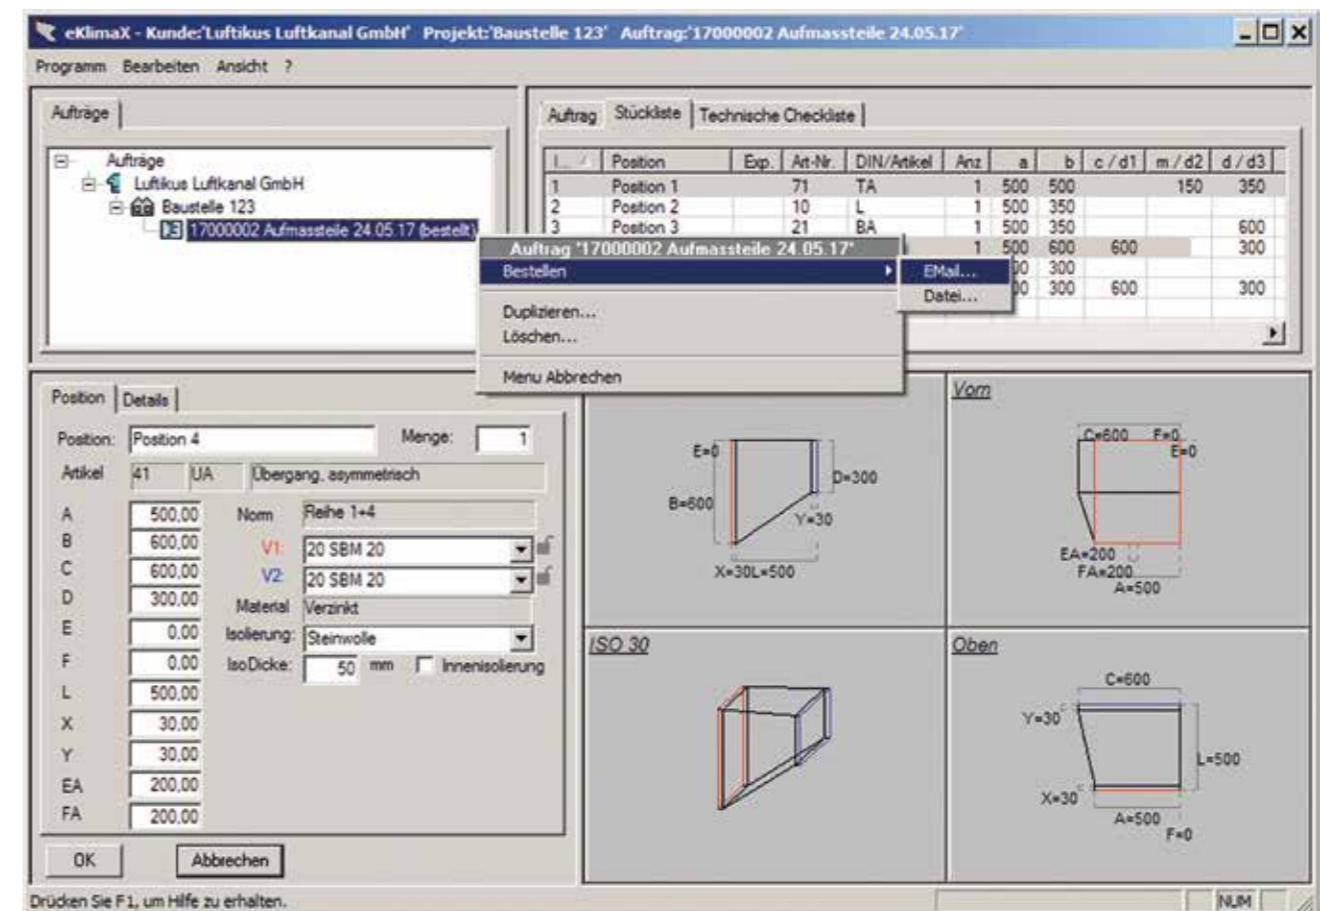 eKlimaX - Kunde:'Luftikus Luftkanal GmbH' Projekt:'Baustelle 123' Auftrag:'17000002 Aufmassteile 24.05.17'
Programm Bearbeiten Ansicht ?
Aufträge
Aufträge
Luftikus Luftkanal GmbH
Baustelle 123
17000002 Aufmassteile 24.05.17 (bestellt)
Auftrag Stückliste Technische Checkliste
I... Position Exp. Art-Nr. DIN/Artikel Anz a b c / d1 m / d2 d / d3
1 Position 1 71 TA 1 500 500 150 350
2 Position 2 10 L 1 500 350
3 Position 3 21 BA 1 500 350 600
1 500 600 600 300
00 300
00 300 600 300
Auftrag '17000002 Aufmassteile 24.05.17'
Bestellen
EMail...
Datei...
Duplizieren...
Löschen...
Menu Abbrechen
Position Details
Position: Position 4 Menge: 1
Artikel 41 UA Übergang, asymmetrisch
A 500.00 Norm Reihe 1+4
B 600.00 V1: 20 SBM 20
C 600.00 V2: 20 SBM 20
D 300.00 Material Verzinkt
E 0.00 Isolierung: Steinwolle
F 0.00 IsoDicke: 50 mm Innenisolierung
L 500.00
X 30.00
Y 30.00
EA 200.00
FA 200.00
OK Abbrechen
E=0
D=300
B=600
Y=30
X=30L=500
Vorn
C=600 F=0
E=0
EA=200
FA=200
A=500
ISO 30
Oben
C=600
Y=30
L=500
X=30
A=500
F=0
Drücken Sie F1, um Hilfe zu erhalten.
NUM